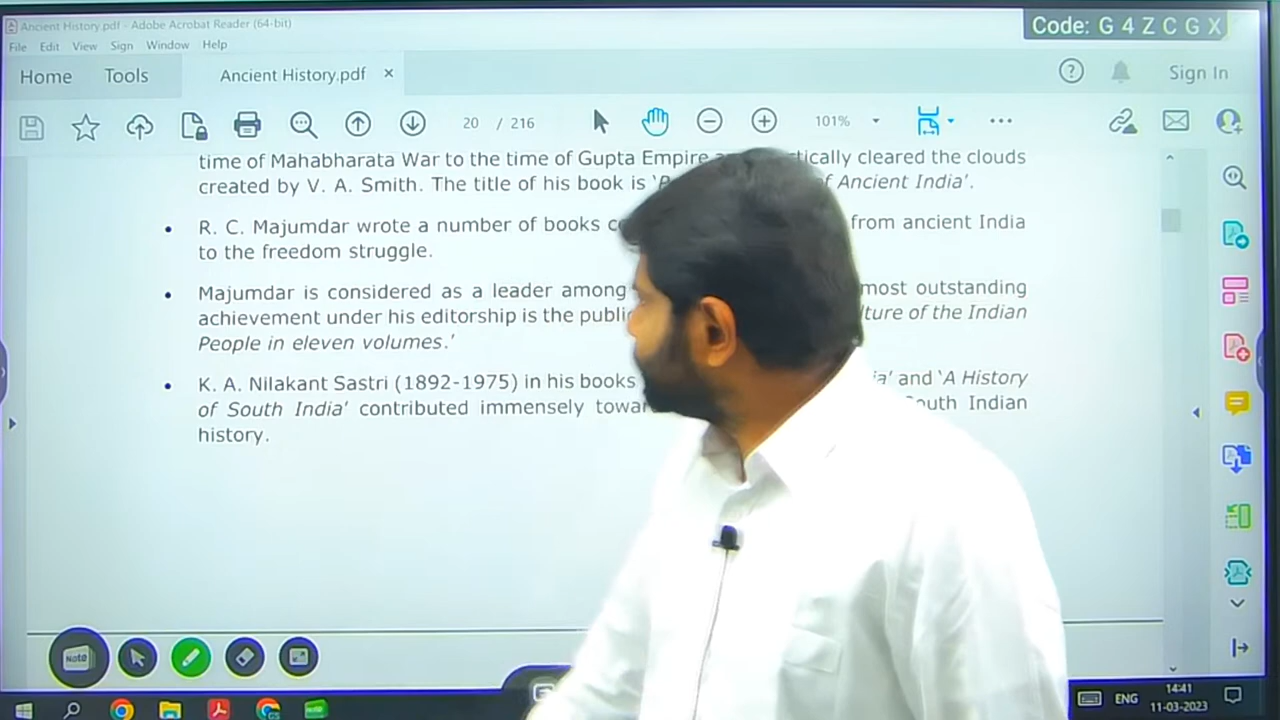 Ancient History.pdf - Adobe Acrobat Reader (64-bit)
Code: G 4 Z C G X
File Edit View Sign Window Help
Home Tools Ancient History.pdf × Sign In
20 / 216 101%
time of Mahabharata War to the time of Gupta Empire cleared the clouds
created by V. A. Smith. The title of his book is ' of Ancient India'.
• R. C. Majumdar wrote a number of books from ancient India
to the freedom struggle.
• Majumdar is considered as a leader among most outstanding
achievement under his editorship is the of the Indian
People in eleven volumes.'
• K. A. Nilakant Sastri (1892-1975) in his books and 'A History
of South India' contributed immensely South Indian
history.
Note
ENG
14:41
11-03-2023